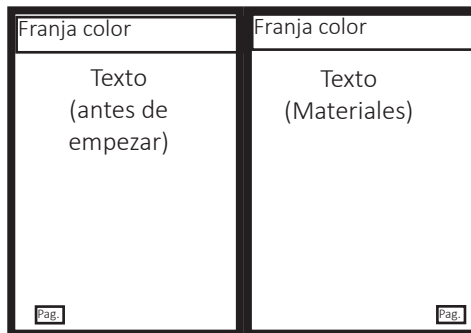 Franja color
Texto
(antes de
empezar)
Pag.
Franja color
Texto
(Materiales)
Pag.